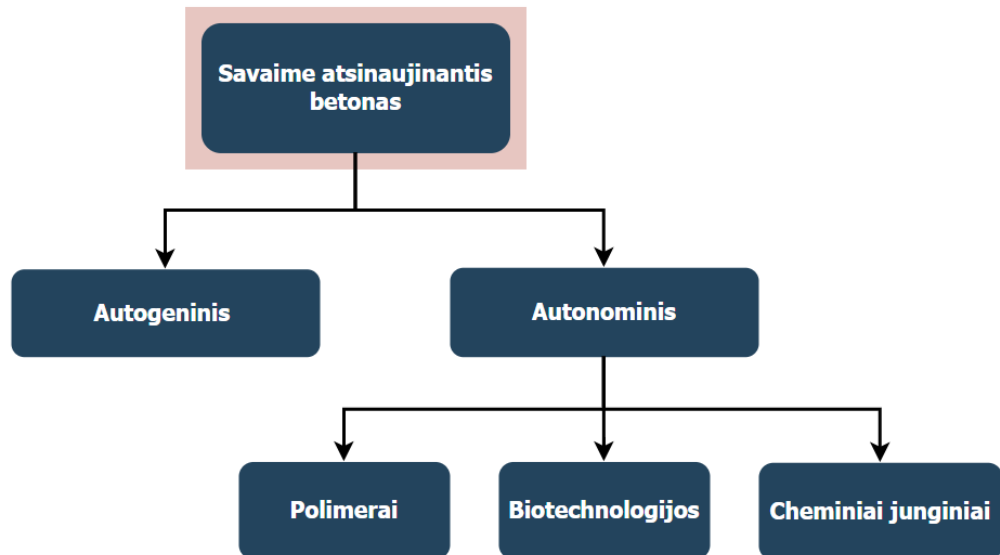 Savaime atsinaujinantis
betonas
Autogeninis
Autonominis
Polimerai
Biotechnologijos
Cheminiai junginiai